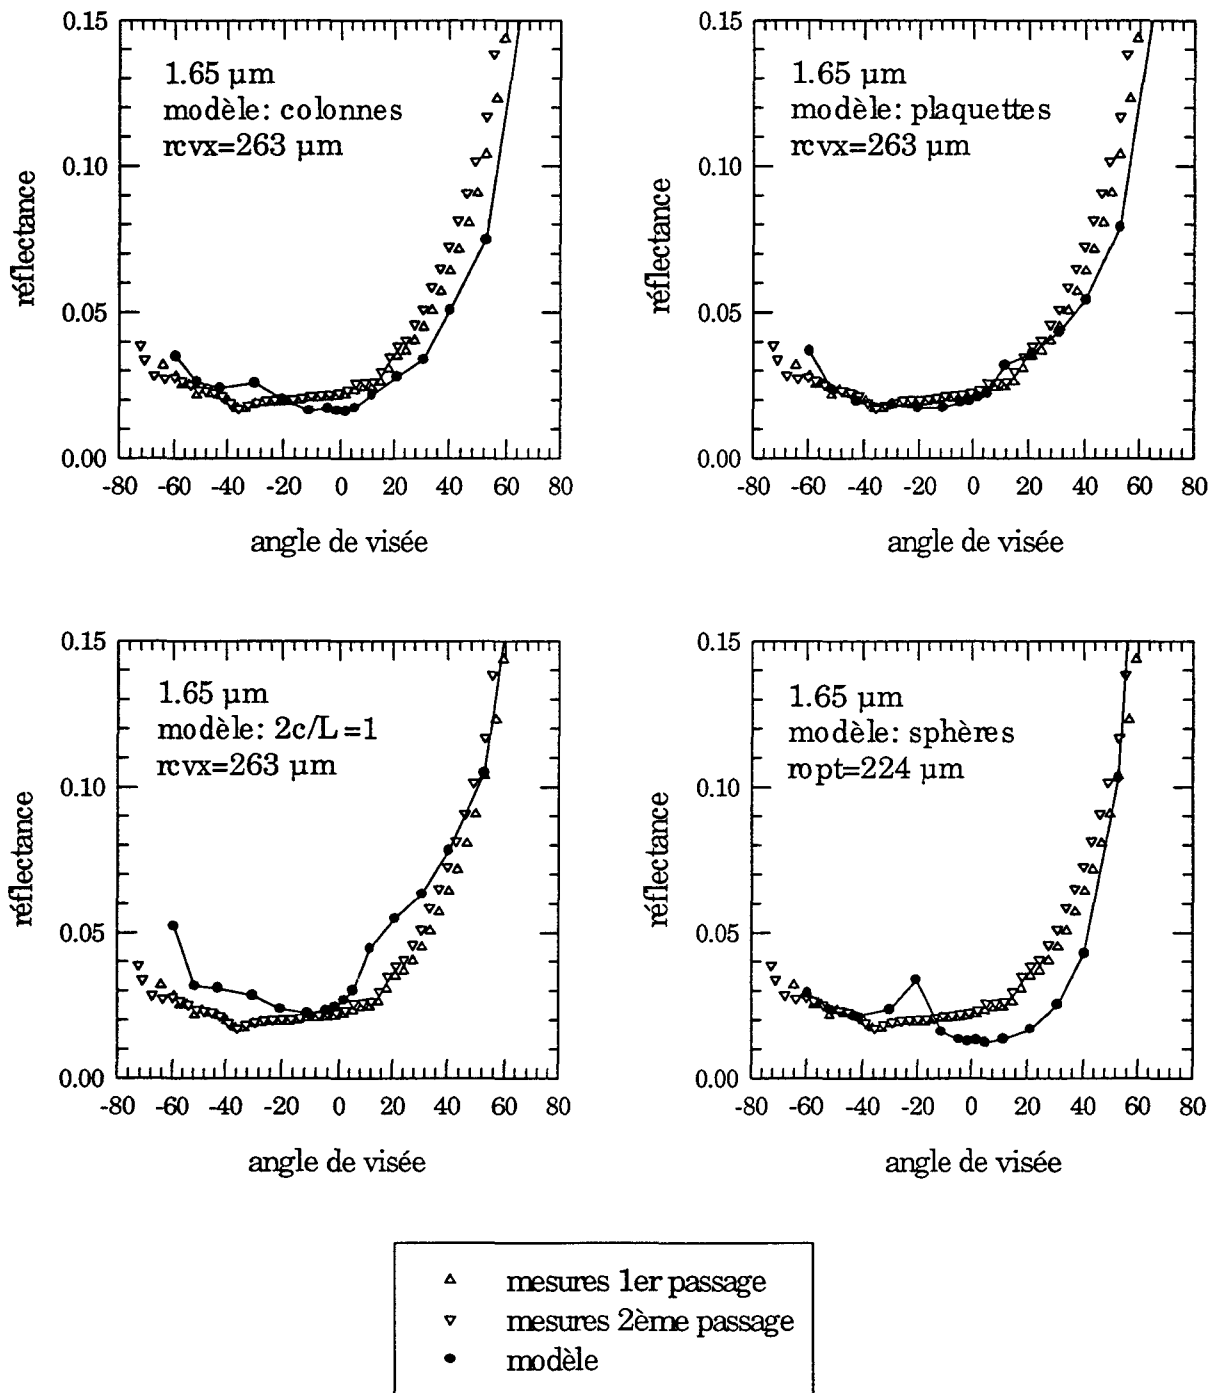 0.15
0.10
0.05
0.00
réflectance
1.65 µm
modèle: colonnes
rcvx=263 µm
-80 -60 -40 -20 0 20 40 60 80
angle de visée
0.15
0.10
0.05
0.00
réflectance
1.65 µm
modèle: plaquettes
rcvx=263 µm
-80 -60 -40 -20 0 20 40 60 80
angle de visée
0.15
0.10
0.05
0.00
réflectance
1.65 µm
modèle: 2c/L=1
rcvx=263 µm
-80 -60 -40 -20 0 20 40 60 80
angle de visée
0.15
0.10
0.05
0.00
réflectance
1.65 µm
modèle: sphères
ropt=224 µm
-80 -60 -40 -20 0 20 40 60 80
angle de visée
mesures 1er passage
mesures 2ème passage
modèle